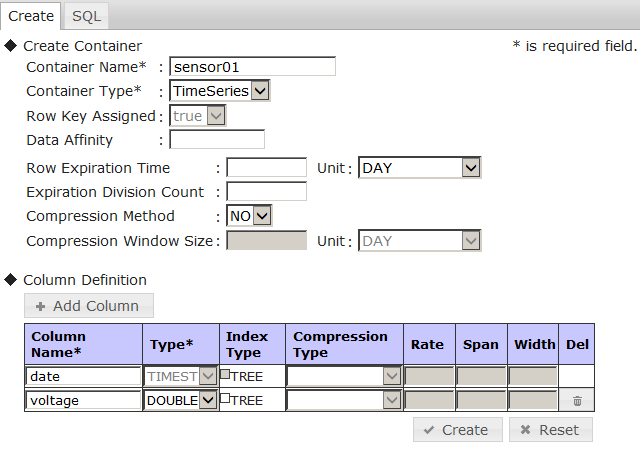 Create SQL
Create Container * is required field.
Container Name* : sensor01
Container Type* : TimeSeries
Row Key Assigned : true
Data Affinity :
Row Expiration Time : Unit : DAY
Expiration Division Count :
Compression Method : NO
Compression Window Size : Unit : DAY
Column Definition
+ Add Column
Column Name* Type* Index Type Compression Type Rate Span Width Del
date TIMEST TREE
voltage DOUBLE TREE
Create Reset